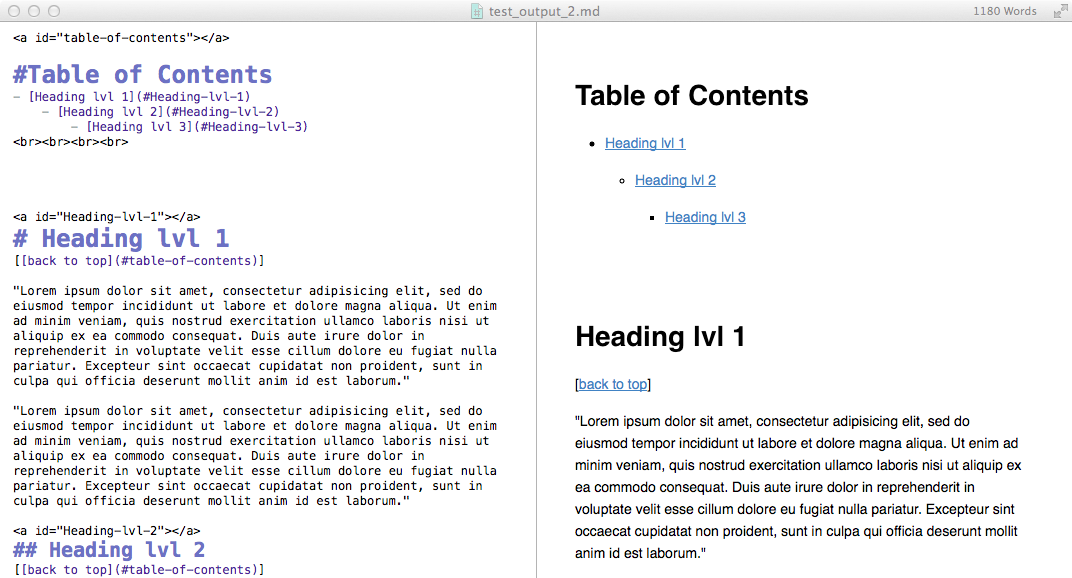 test_output_2.md
1180 Words
<a id="table-of-contents"></a>
#Table of Contents
- [Heading lvl 1](#Heading-lvl-1)
    - [Heading lvl 2](#Heading-lvl-2)
        - [Heading lvl 3](#Heading-lvl-3)
<br><br><br><br>
<a id="Heading-lvl-1"></a>
# Heading lvl 1
[[back to top](#table-of-contents)]
"Lorem ipsum dolor sit amet, consectetur adipisicing elit, sed do
eiusmod tempor incididunt ut labore et dolore magna aliqua. Ut enim
ad minim veniam, quis nostrud exercitation ullamco laboris nisi ut
aliquip ex ea commodo consequat. Duis aute irure dolor in
reprehenderit in voluptate velit esse cillum dolore eu fugiat nulla
pariatur. Excepteur sint occaecat cupidatat non proident, sunt in
culpa qui officia deserunt mollit anim id est laborum."
"Lorem ipsum dolor sit amet, consectetur adipisicing elit, sed do
eiusmod tempor incididunt ut labore et dolore magna aliqua. Ut enim
ad minim veniam, quis nostrud exercitation ullamco laboris nisi ut
aliquip ex ea commodo consequat. Duis aute irure dolor in
reprehenderit in voluptate velit esse cillum dolore eu fugiat nulla
pariatur. Excepteur sint occaecat cupidatat non proident, sunt in
culpa qui officia deserunt mollit anim id est laborum."
<a id="Heading-lvl-2"></a>
## Heading lvl 2
[[back to top](#table-of-contents)]
Table of Contents
Heading lvl 1
Heading lvl 2
Heading lvl 3
Heading lvl 1
[back to top]
"Lorem ipsum dolor sit amet, consectetur adipisicing elit, sed do
eiusmod tempor incididunt ut labore et dolore magna aliqua. Ut enim ad
minim veniam, quis nostrud exercitation ullamco laboris nisi ut aliquip ex
ea commodo consequat. Duis aute irure dolor in reprehenderit in
voluptate velit esse cillum dolore eu fugiat nulla pariatur. Excepteur sint
occaecat cupidatat non proident, sunt in culpa qui officia deserunt mollit
anim id est laborum."